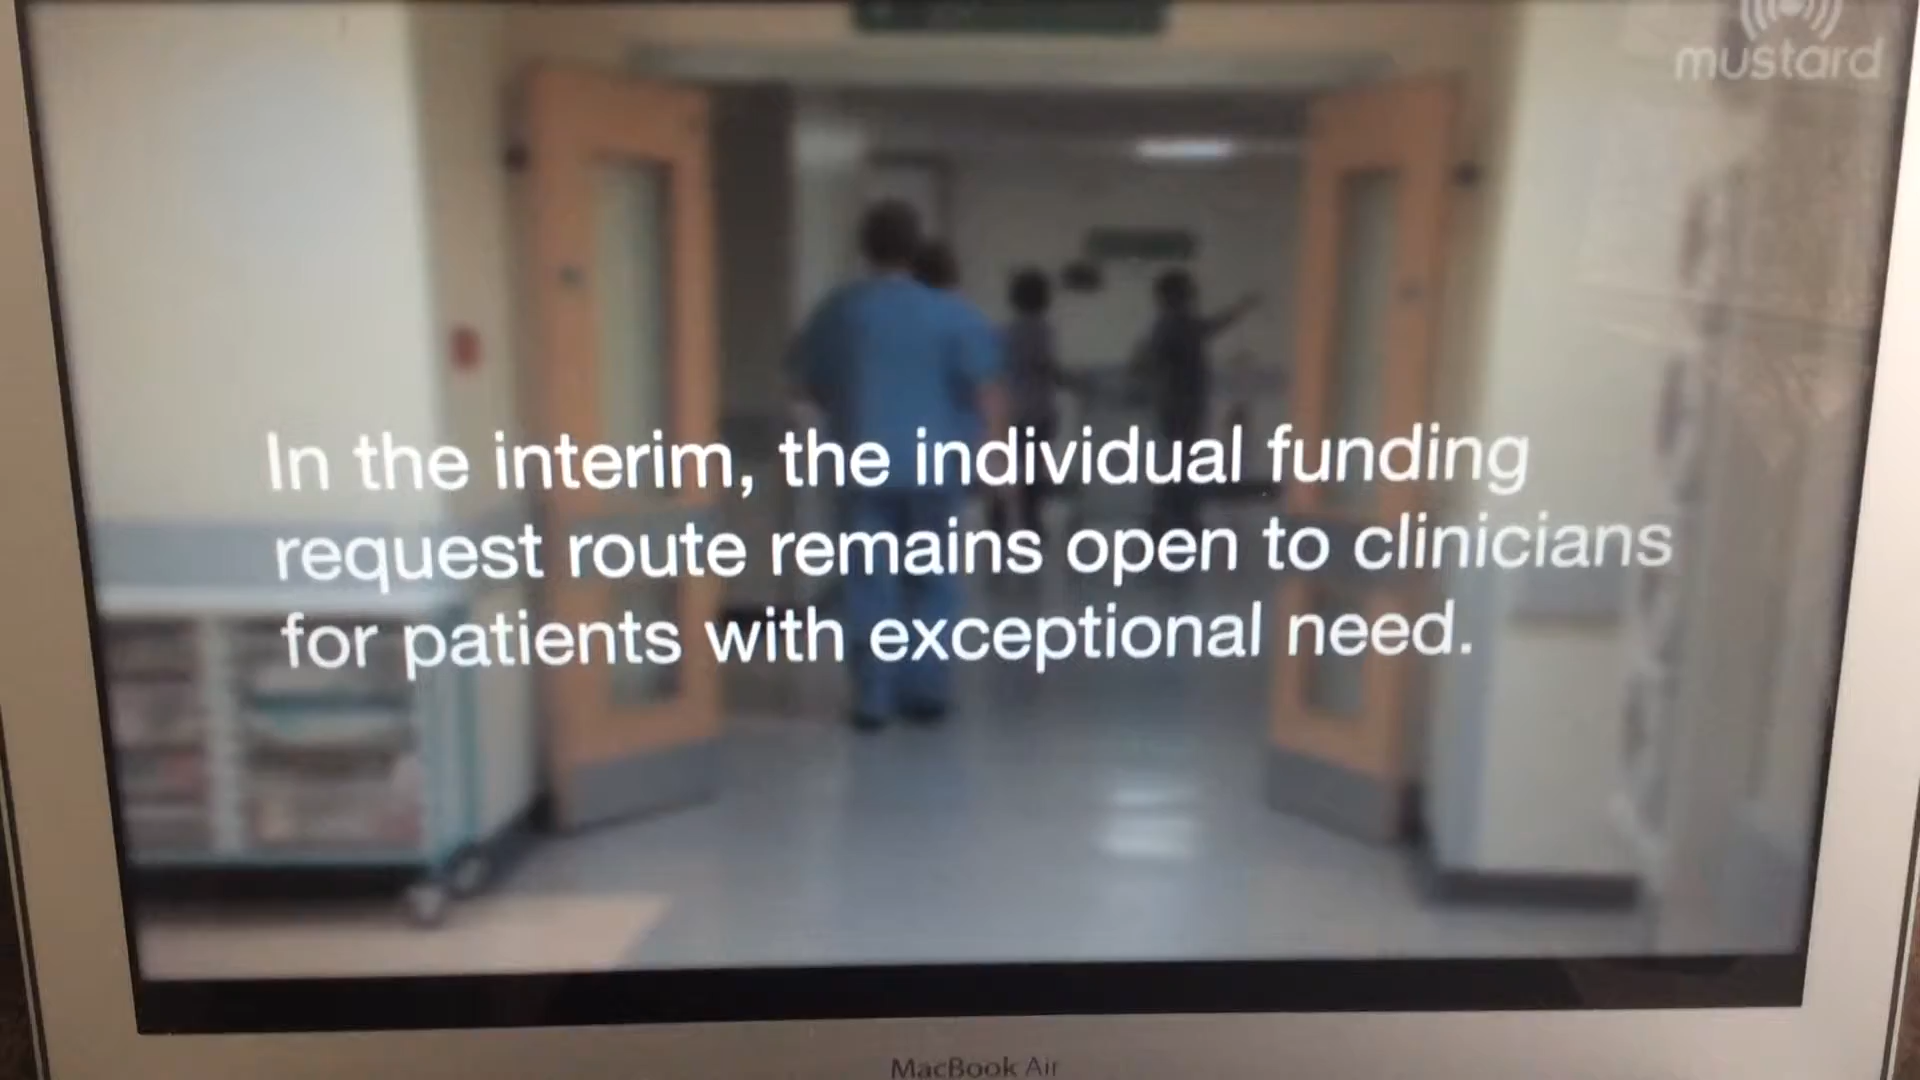 mustard
In the interim, the individual funding
request route remains open to clinicians
for patients with exceptional need.
MacBook Air